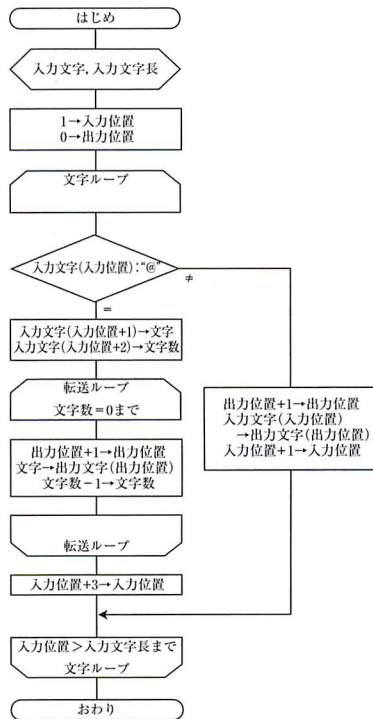 はじめ
入力文字,入力文字長
1→入力位置
0→出力位置
文字ループ
入力文字(入力位置):“@”
≠
=
入力文字(入力位置+1)→文字
入力文字(入力位置+2)→文字数
転送ループ
文字数=0まで
出力位置+1→出力位置
文字→出力文字(出力位置)
文字数-1→文字数
転送ループ
入力位置+3→入力位置
出力位置+1→出力位置
入力文字(入力位置)
→出力文字(出力位置)
入力位置+1→入力位置
入力位置>入力文字長まで
文字ループ
おわり